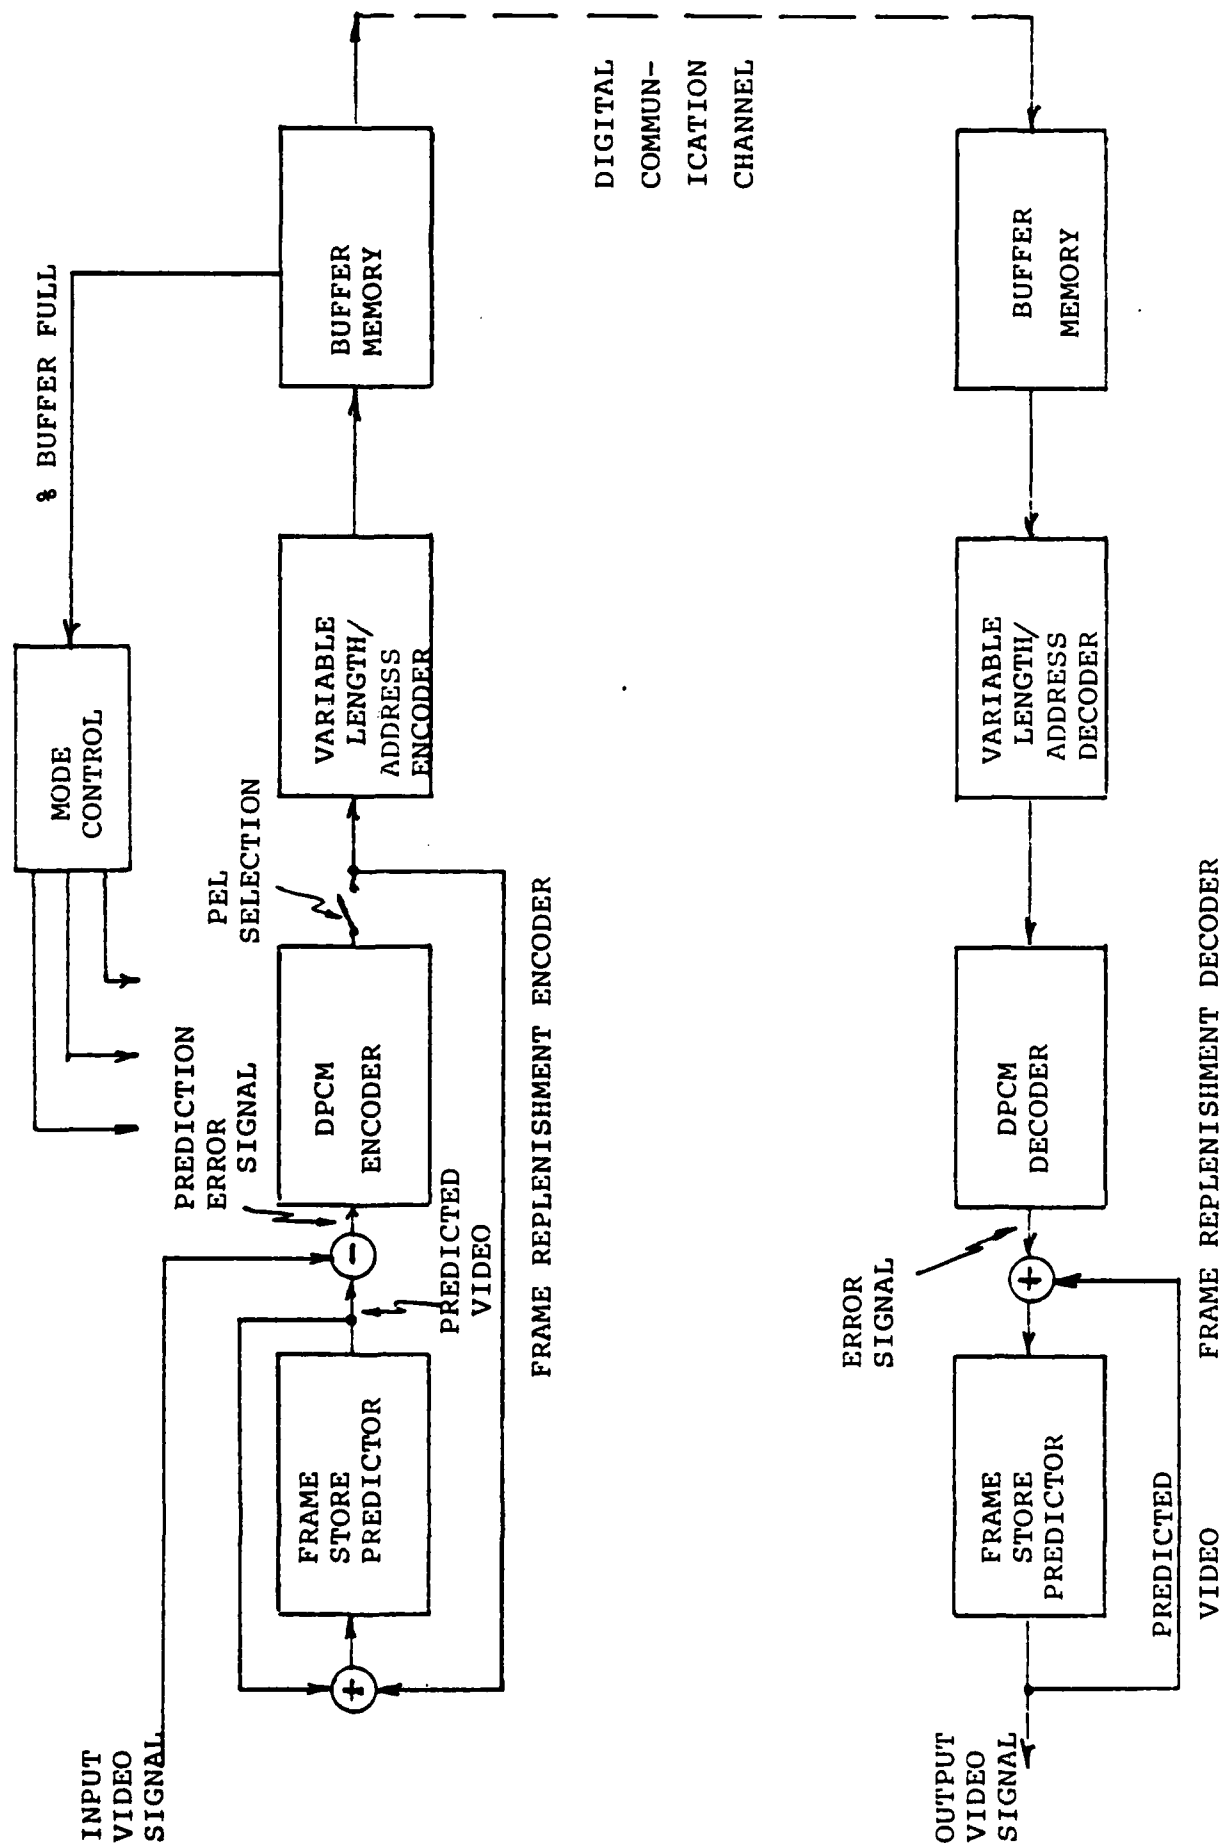 % BUFFER FULL
MODE
CONTROL
BUFFER
MEMORY
VARIABLE
LENGTH/
ADDRESS
ENCODER
PEL
SELECTION
DPCM
ENCODER
PREDICTION
ERROR
SIGNAL
PREDICTED
VIDEO
FRAME
STORE
PREDICTOR
INPUT
VIDEO
SIGNAL
FRAME REPLENISHMENT ENCODER
DIGITAL
COMMUN-
ICATION
CHANNEL
BUFFER
MEMORY
VARIABLE
LENGTH/
ADDRESS
DECODER
DPCM
DECODER
ERROR
SIGNAL
FRAME
STORE
PREDICTOR
PREDICTED
VIDEO
OUTPUT
VIDEO
SIGNAL
FRAME REPLENISHMENT DECODER